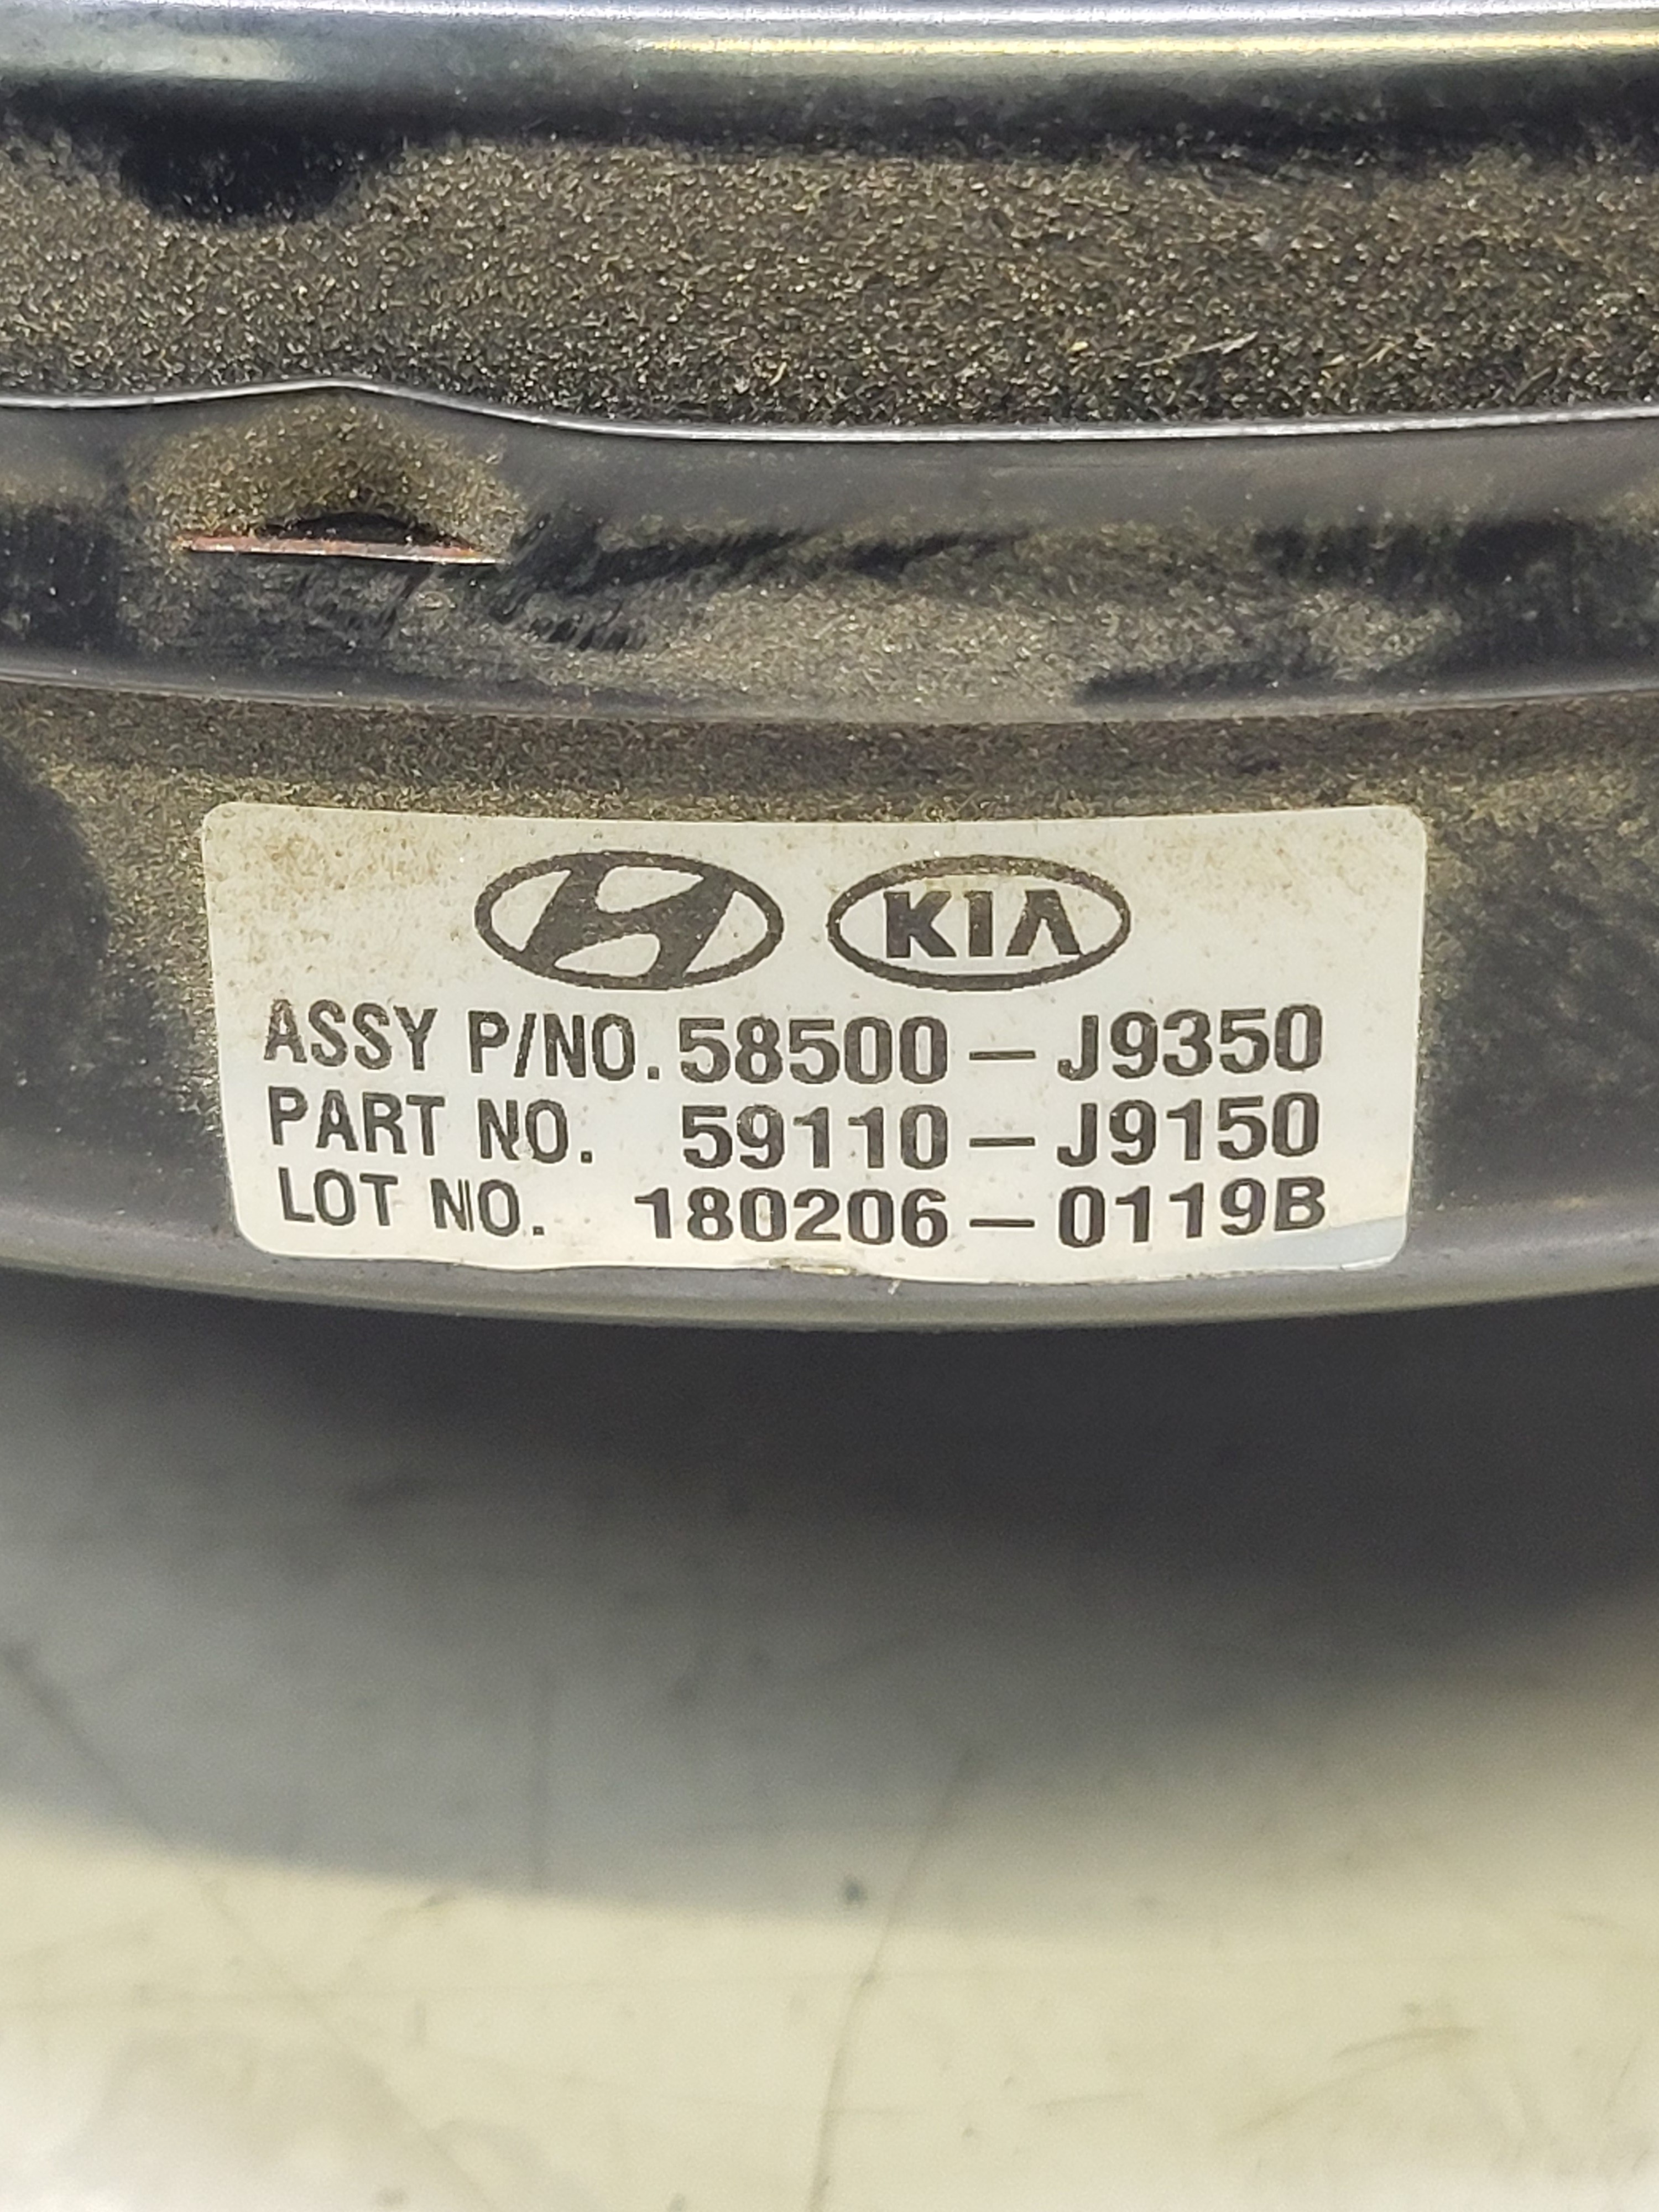 KIA
ASSY P/NO. 58500-J9350
PART NO. 59110-J9150
LOT NO. 180206-0119B